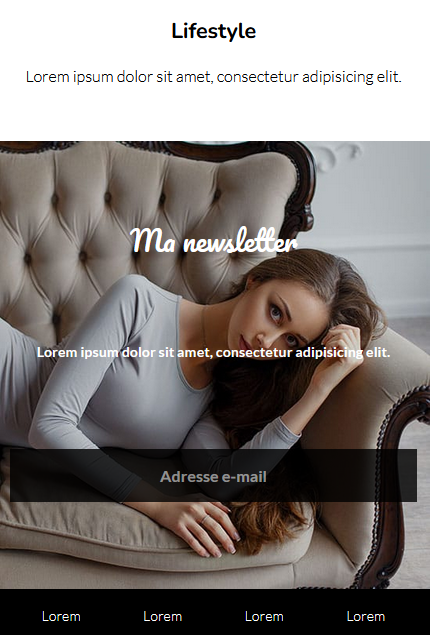 Lifestyle
Lorem ipsum dolor sit amet, consectetur adipisicing elit.
Ma newsletter
Lorem ipsum dolor sit amet, consectetur adipisicing elit.
Adresse e-mail
Lorem Lorem Lorem Lorem